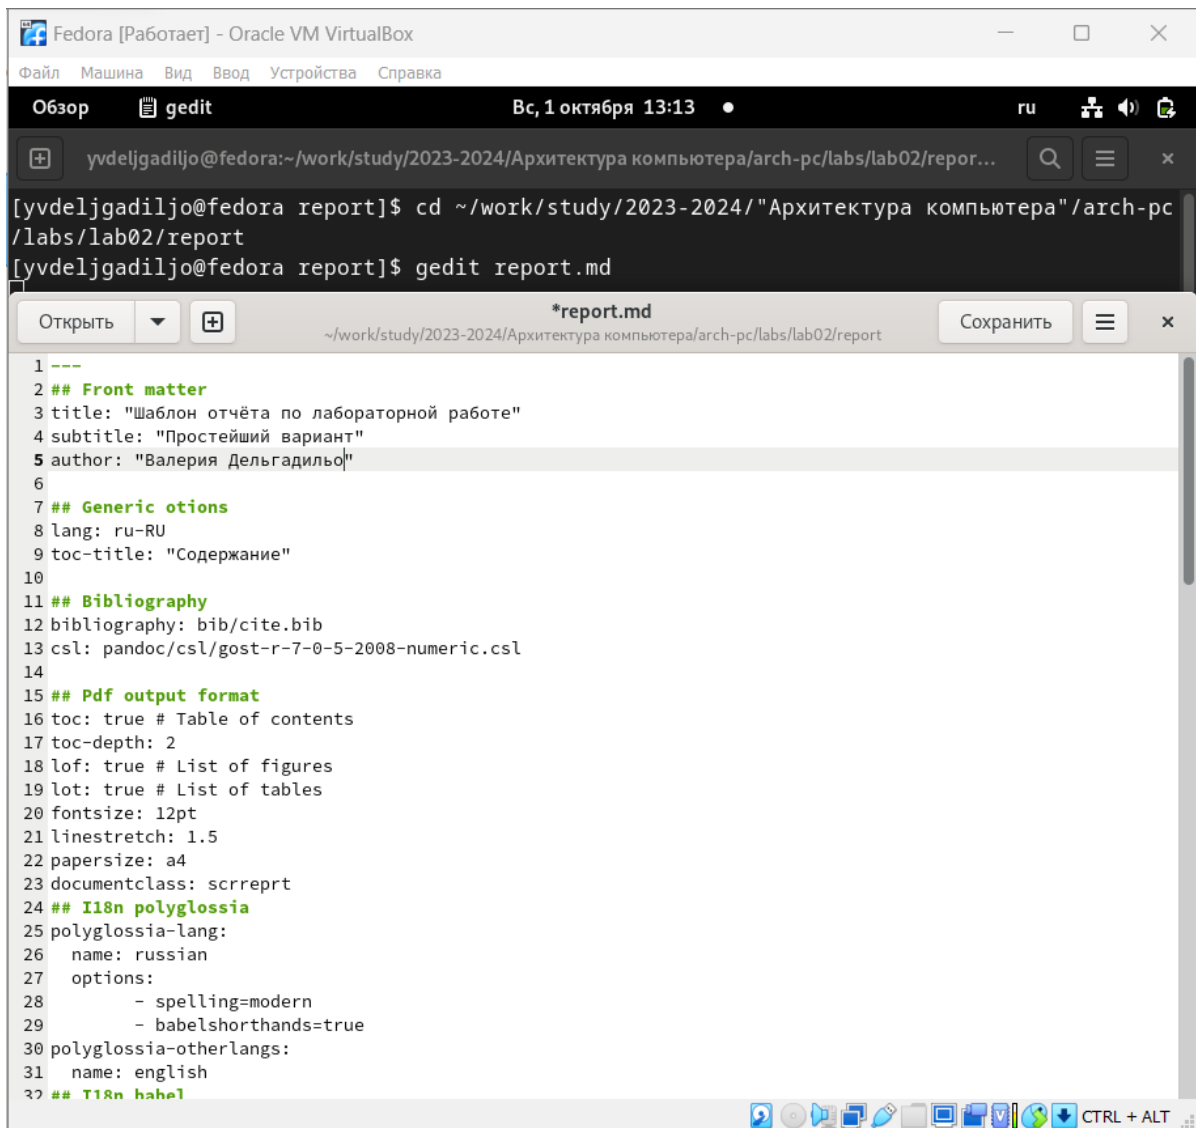 Fedora [Работает] - Oracle VM VirtualBox
Файл Машина Вид Ввод Устройства Справка
Обзор gedit Вс, 1 октября 13:13 ru
yvdeljgadiljo@fedora:~/work/study/2023-2024/Архитектура компьютера/arch-pc/labs/lab02/repor...
[yvdeljgadiljo@fedora report]$ cd ~/work/study/2023-2024/"Архитектура компьютера"/arch-pc
/labs/lab02/report
[yvdeljgadiljo@fedora report]$ gedit report.md
Открыть *report.md Сохранить
~/work/study/2023-2024/Архитектура компьютера/arch-pc/labs/lab02/report
1 ---
2 ## Front matter
3 title: "Шаблон отчёта по лабораторной работе"
4 subtitle: "Простейший вариант"
5 author: "Валерия Дельгадильо"
6
7 ## Generic otions
8 lang: ru-RU
9 toc-title: "Содержание"
10
11 ## Bibliography
12 bibliography: bib/cite.bib
13 csl: pandoc/csl/gost-r-7-0-5-2008-numeric.csl
14
15 ## Pdf output format
16 toc: true # Table of contents
17 toc-depth: 2
18 lof: true # List of figures
19 lot: true # List of tables
20 fontsize: 12pt
21 linestretch: 1.5
22 papersize: a4
23 documentclass: scrreprt
24 ## I18n polyglossia
25 polyglossia-lang:
26   name: russian
27   options:
28         - spelling=modern
29         - babelshorthands=true
30 polyglossia-otherlangs:
31   name: english
32 ## I18n babel
CTRL + ALT